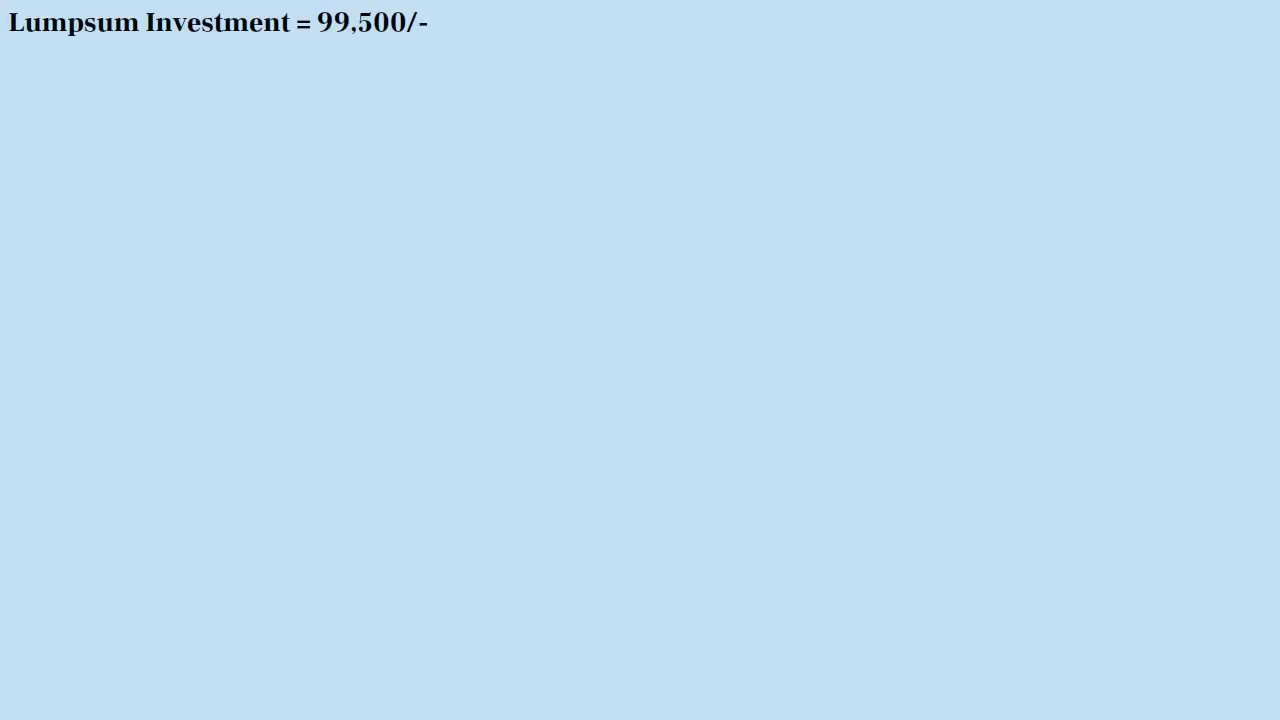 Lumpsum Investment = 99,500/-